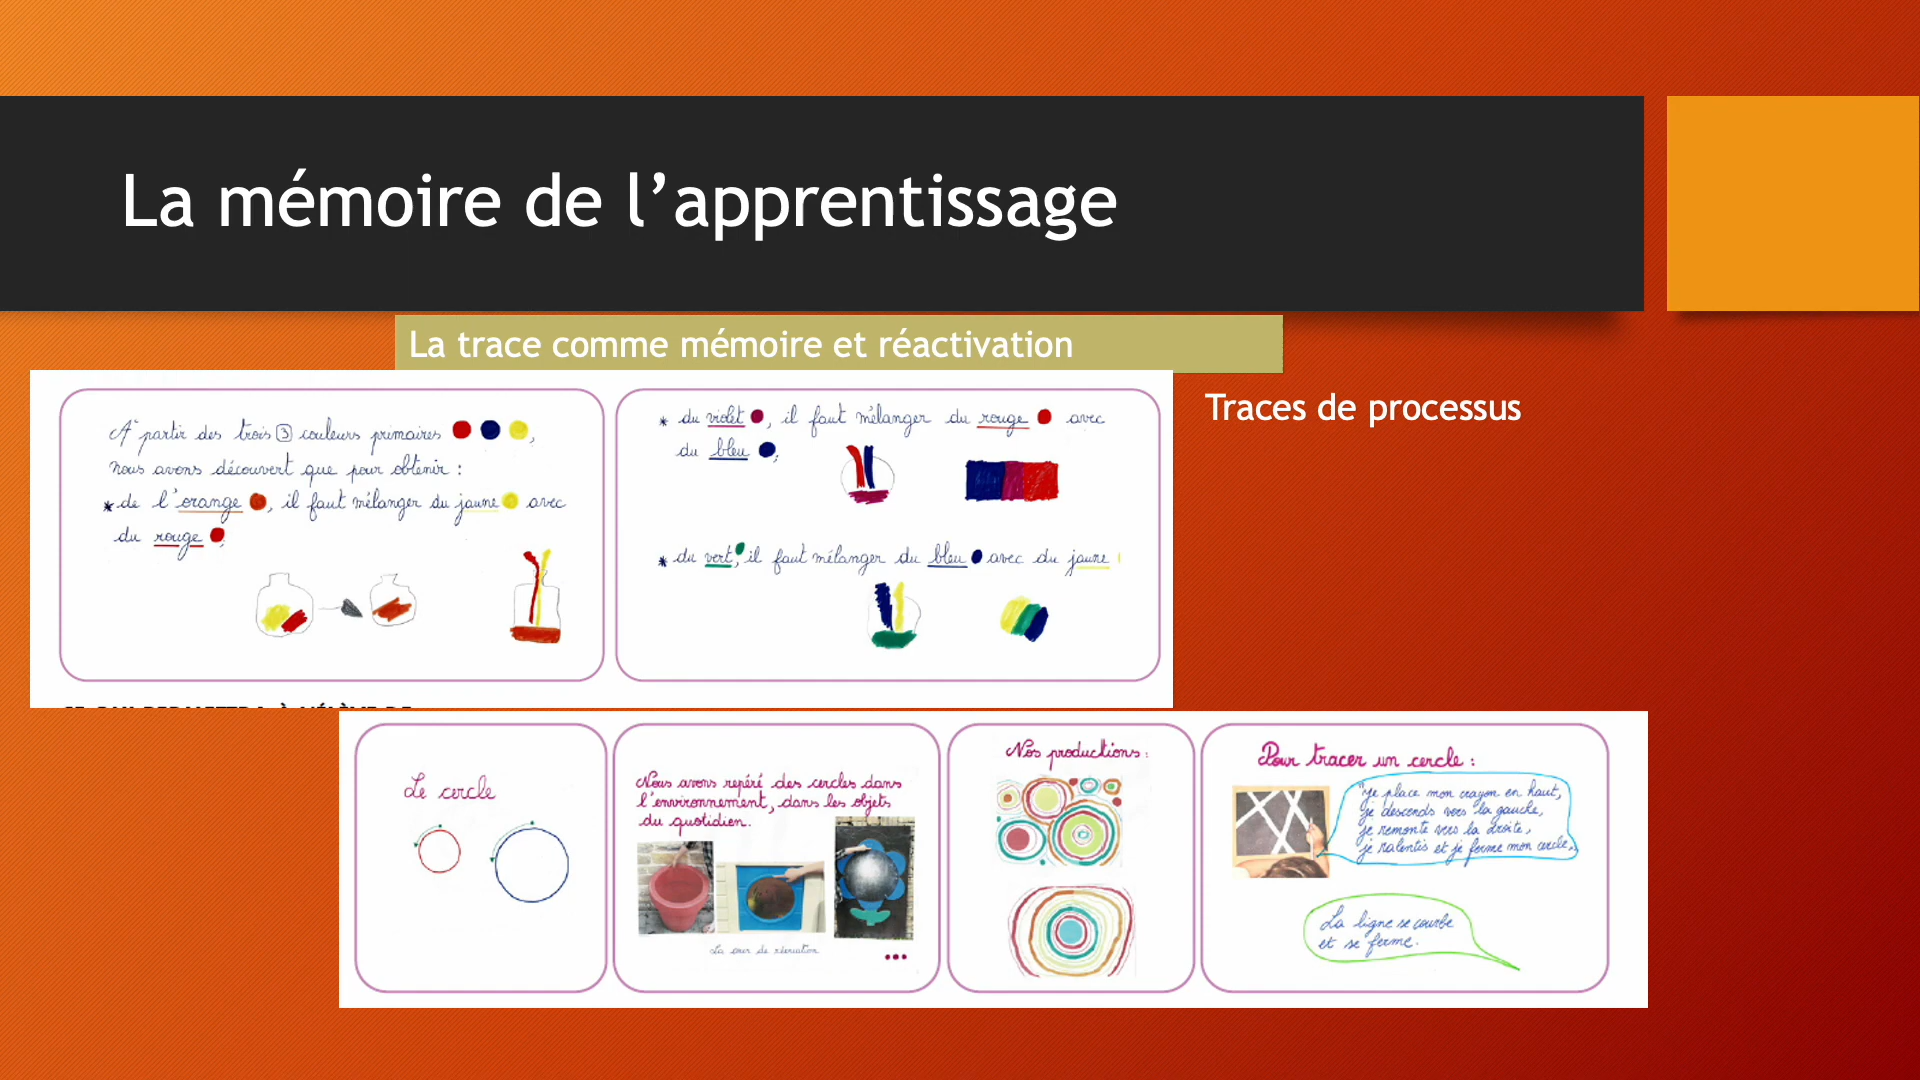 La mémoire de l’apprentissage
La trace comme mémoire et réactivation
Traces de processus
A partir des trois 3 couleurs primaires ,
nous avons découvert que pour obtenir :
* de l'orange , il faut mélanger du jaune avec
du rouge ;
* du violet , il faut mélanger du rouge avec
du bleu ;
* du vert, il faut mélanger du bleu avec du jaune
Le cercle
Nous avons repéré des cercles dans
l'environnement, dans les objets
du quotidien.
La cour de récréation
...
Nos productions :
Pour tracer un cercle :
"Je place mon crayon en haut,
je descends vers la gauche,
je remonte vers la droite,
je ralentis et je ferme mon cercle."
La ligne se courbe
et se ferme.